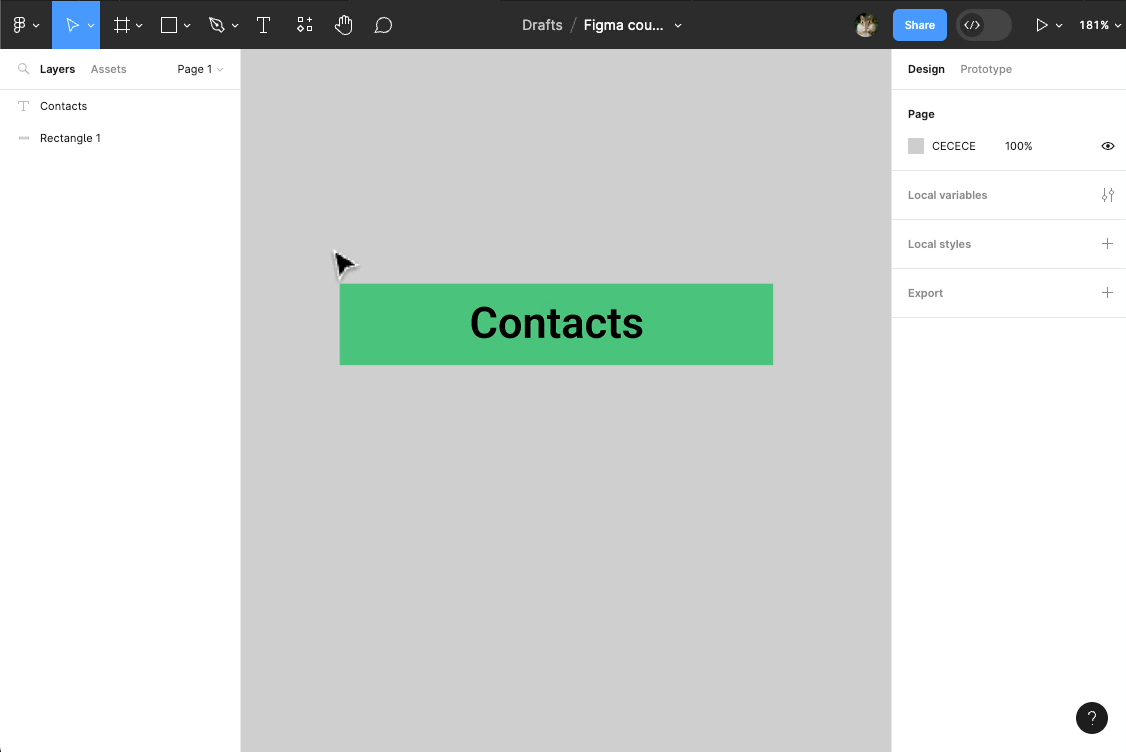 Drafts / Figma cou... Share </> 181%
Layers Assets Page 1
Contacts
Rectangle 1
Contacts
Design Prototype
Page
CECECE 100%
Local variables
Local styles
Export
?